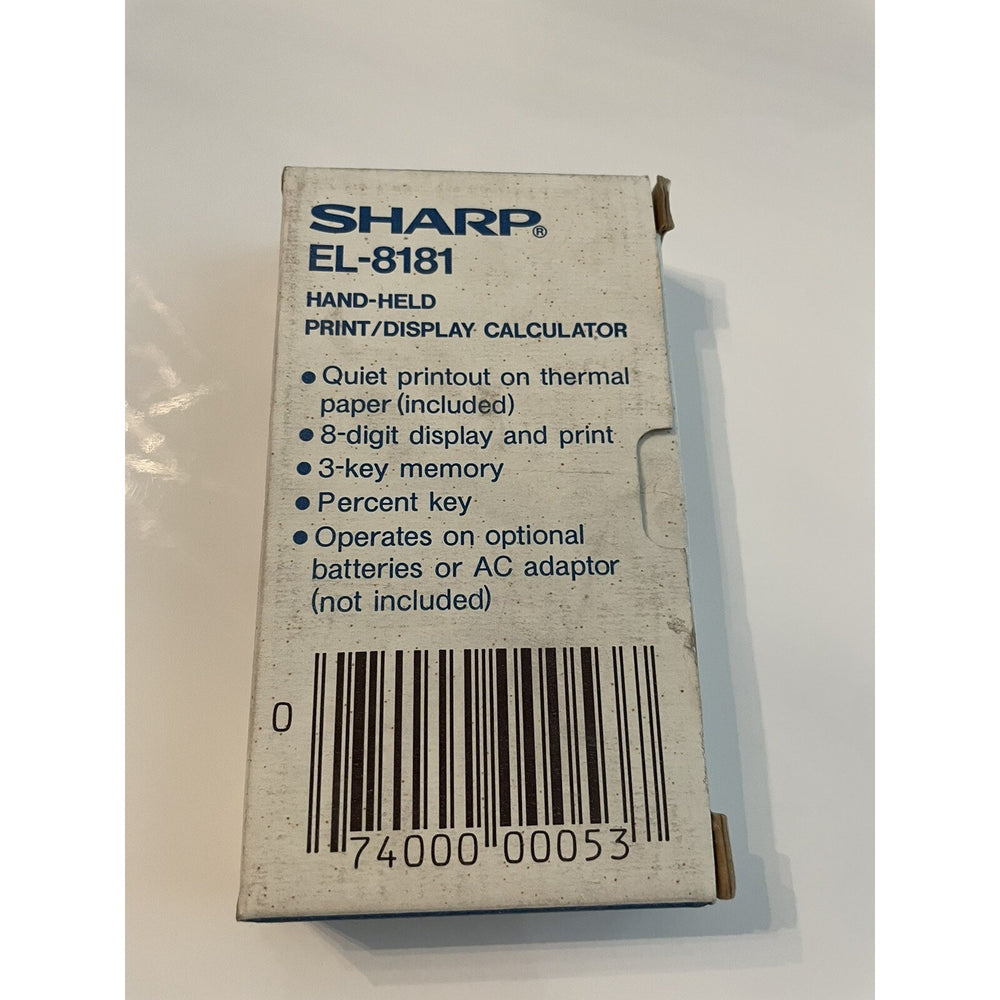 SHARP®
EL-8181
HAND-HELD
PRINT/DISPLAY CALCULATOR
• Quiet printout on thermal
paper (included)
• 8-digit display and print
• 3-key memory
• Percent key
• Operates on optional
batteries or AC adaptor
(not included)
0 74000 00053